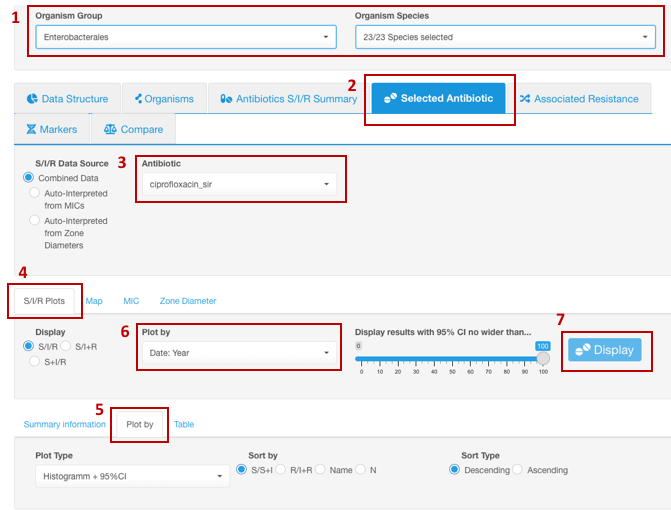 1
Organism Group
Organism Species
Enterobacterales
23/23 Species selected
2
Data Structure
Organisms
Antibiotics S/I/R Summary
Selected Antibiotic
Associated Resistance
Markers
Compare
S/I/R Data Source
3
Antibiotic
Combined Data
ciprofloxacin_sir
Auto-Interpreted
from MICs
Auto-Interpreted
from Zone
Diameters
4
S/I/R Plots
Map
MIC
Zone Diameter
Display
6
Plot by
Display results with 95% CI no wider than...
7
S/I/R
S/I+R
S+I/R
Date: Year
0
100
0 10 20 30 40 50 60 70 80 90 100
Display
5
Summary information
Plot by
Table
Plot Type
Sort by
Sort Type
Histogramm + 95%CI
S/S+I
R/I+R
Name
N
Descending
Ascending